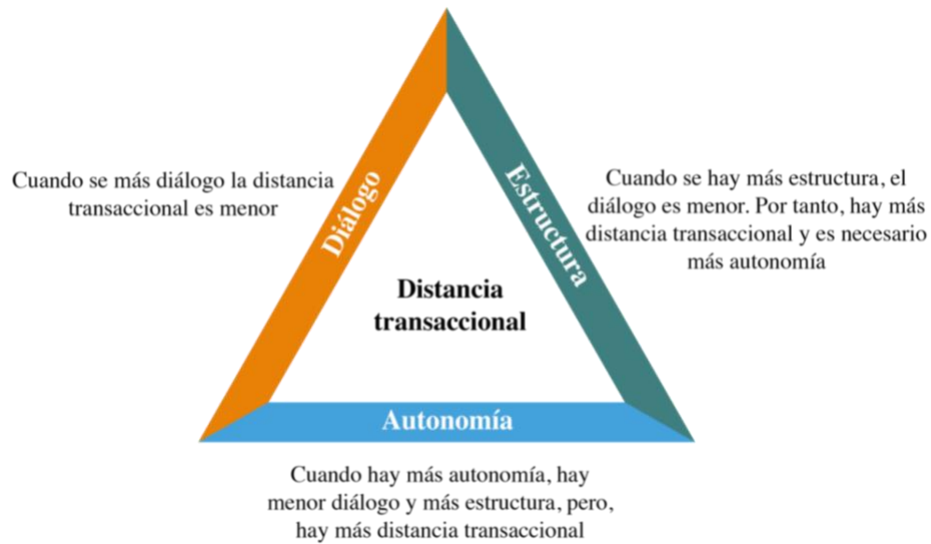 Cuando se más diálogo la distancia
transaccional es menor
Diálogo
Estructura
Cuando se hay más estructura, el
diálogo es menor. Por tanto, hay más
distancia transaccional y es necesario
más autonomía
Distancia
transaccional
Autonomía
Cuando hay más autonomía, hay
menor diálogo y más estructura, pero,
hay más distancia transaccional